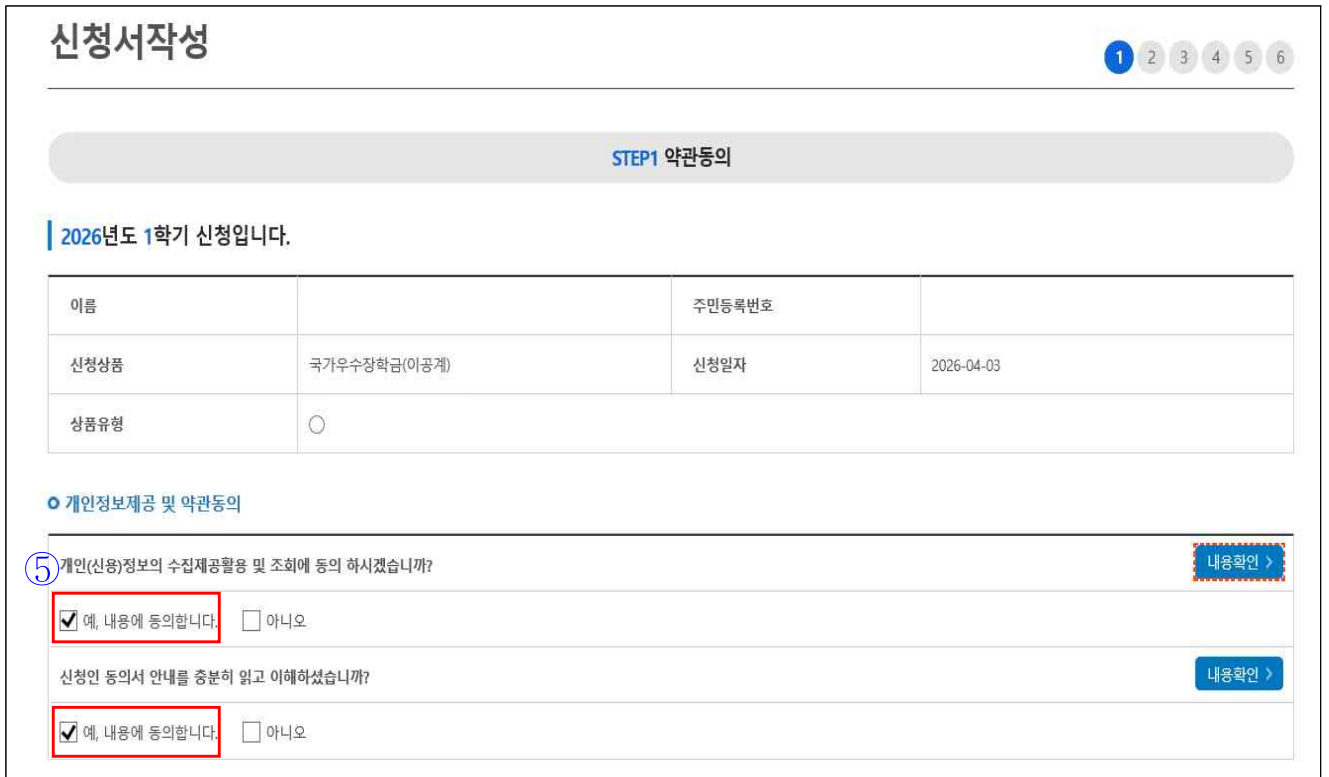 신청서작성
1 2 3 4 5 6
STEP1 약관동의
2026년도 1학기 신청입니다.
이름 주민등록번호
신청상품 국가우수장학금(이공계) 신청일자 2026-04-03
상품유형
개인정보제공 및 약관동의
⑤ 개인(신용)정보의 수집제공활용 및 조회에 동의 하시겠습니까? 내용확인 >
예, 내용에 동의합니다. 아니오
신청인 동의서 안내를 충분히 읽고 이해하셨습니까? 내용확인 >
예, 내용에 동의합니다. 아니오